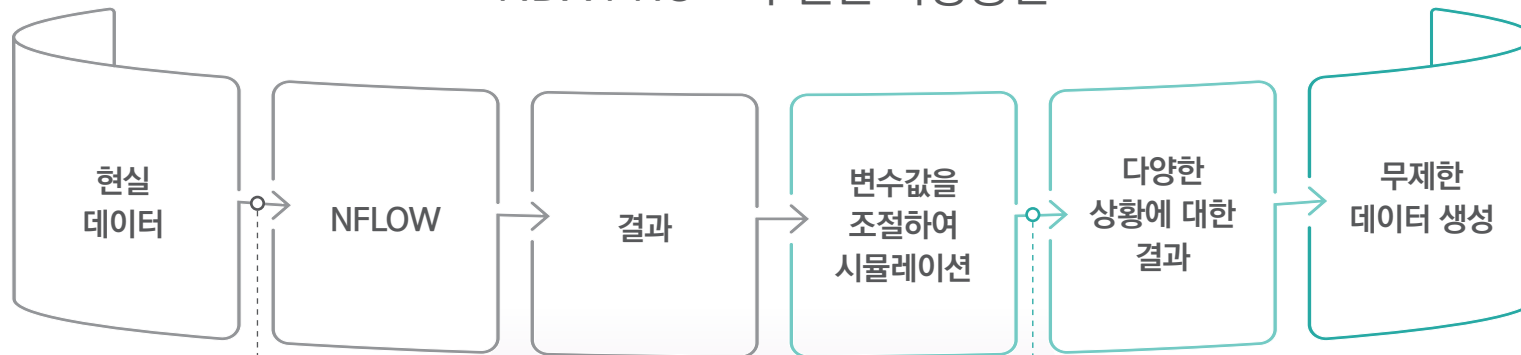 현실
데이터
NFLOW
결과
변수값을
조절하여
시뮬레이션
다양한
상황에 대한
결과
무제한
데이터 생성